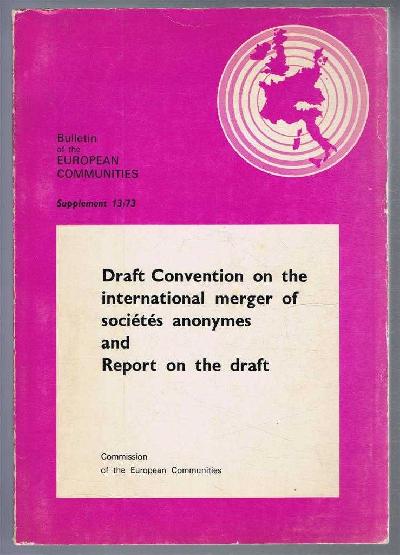 Bulletin
of the
EUROPEAN
COMMUNITIES
Supplement 13/73
Draft Convention on the
international merger of
sociétés anonymes
and
Report on the draft
Commission
of the European Communities